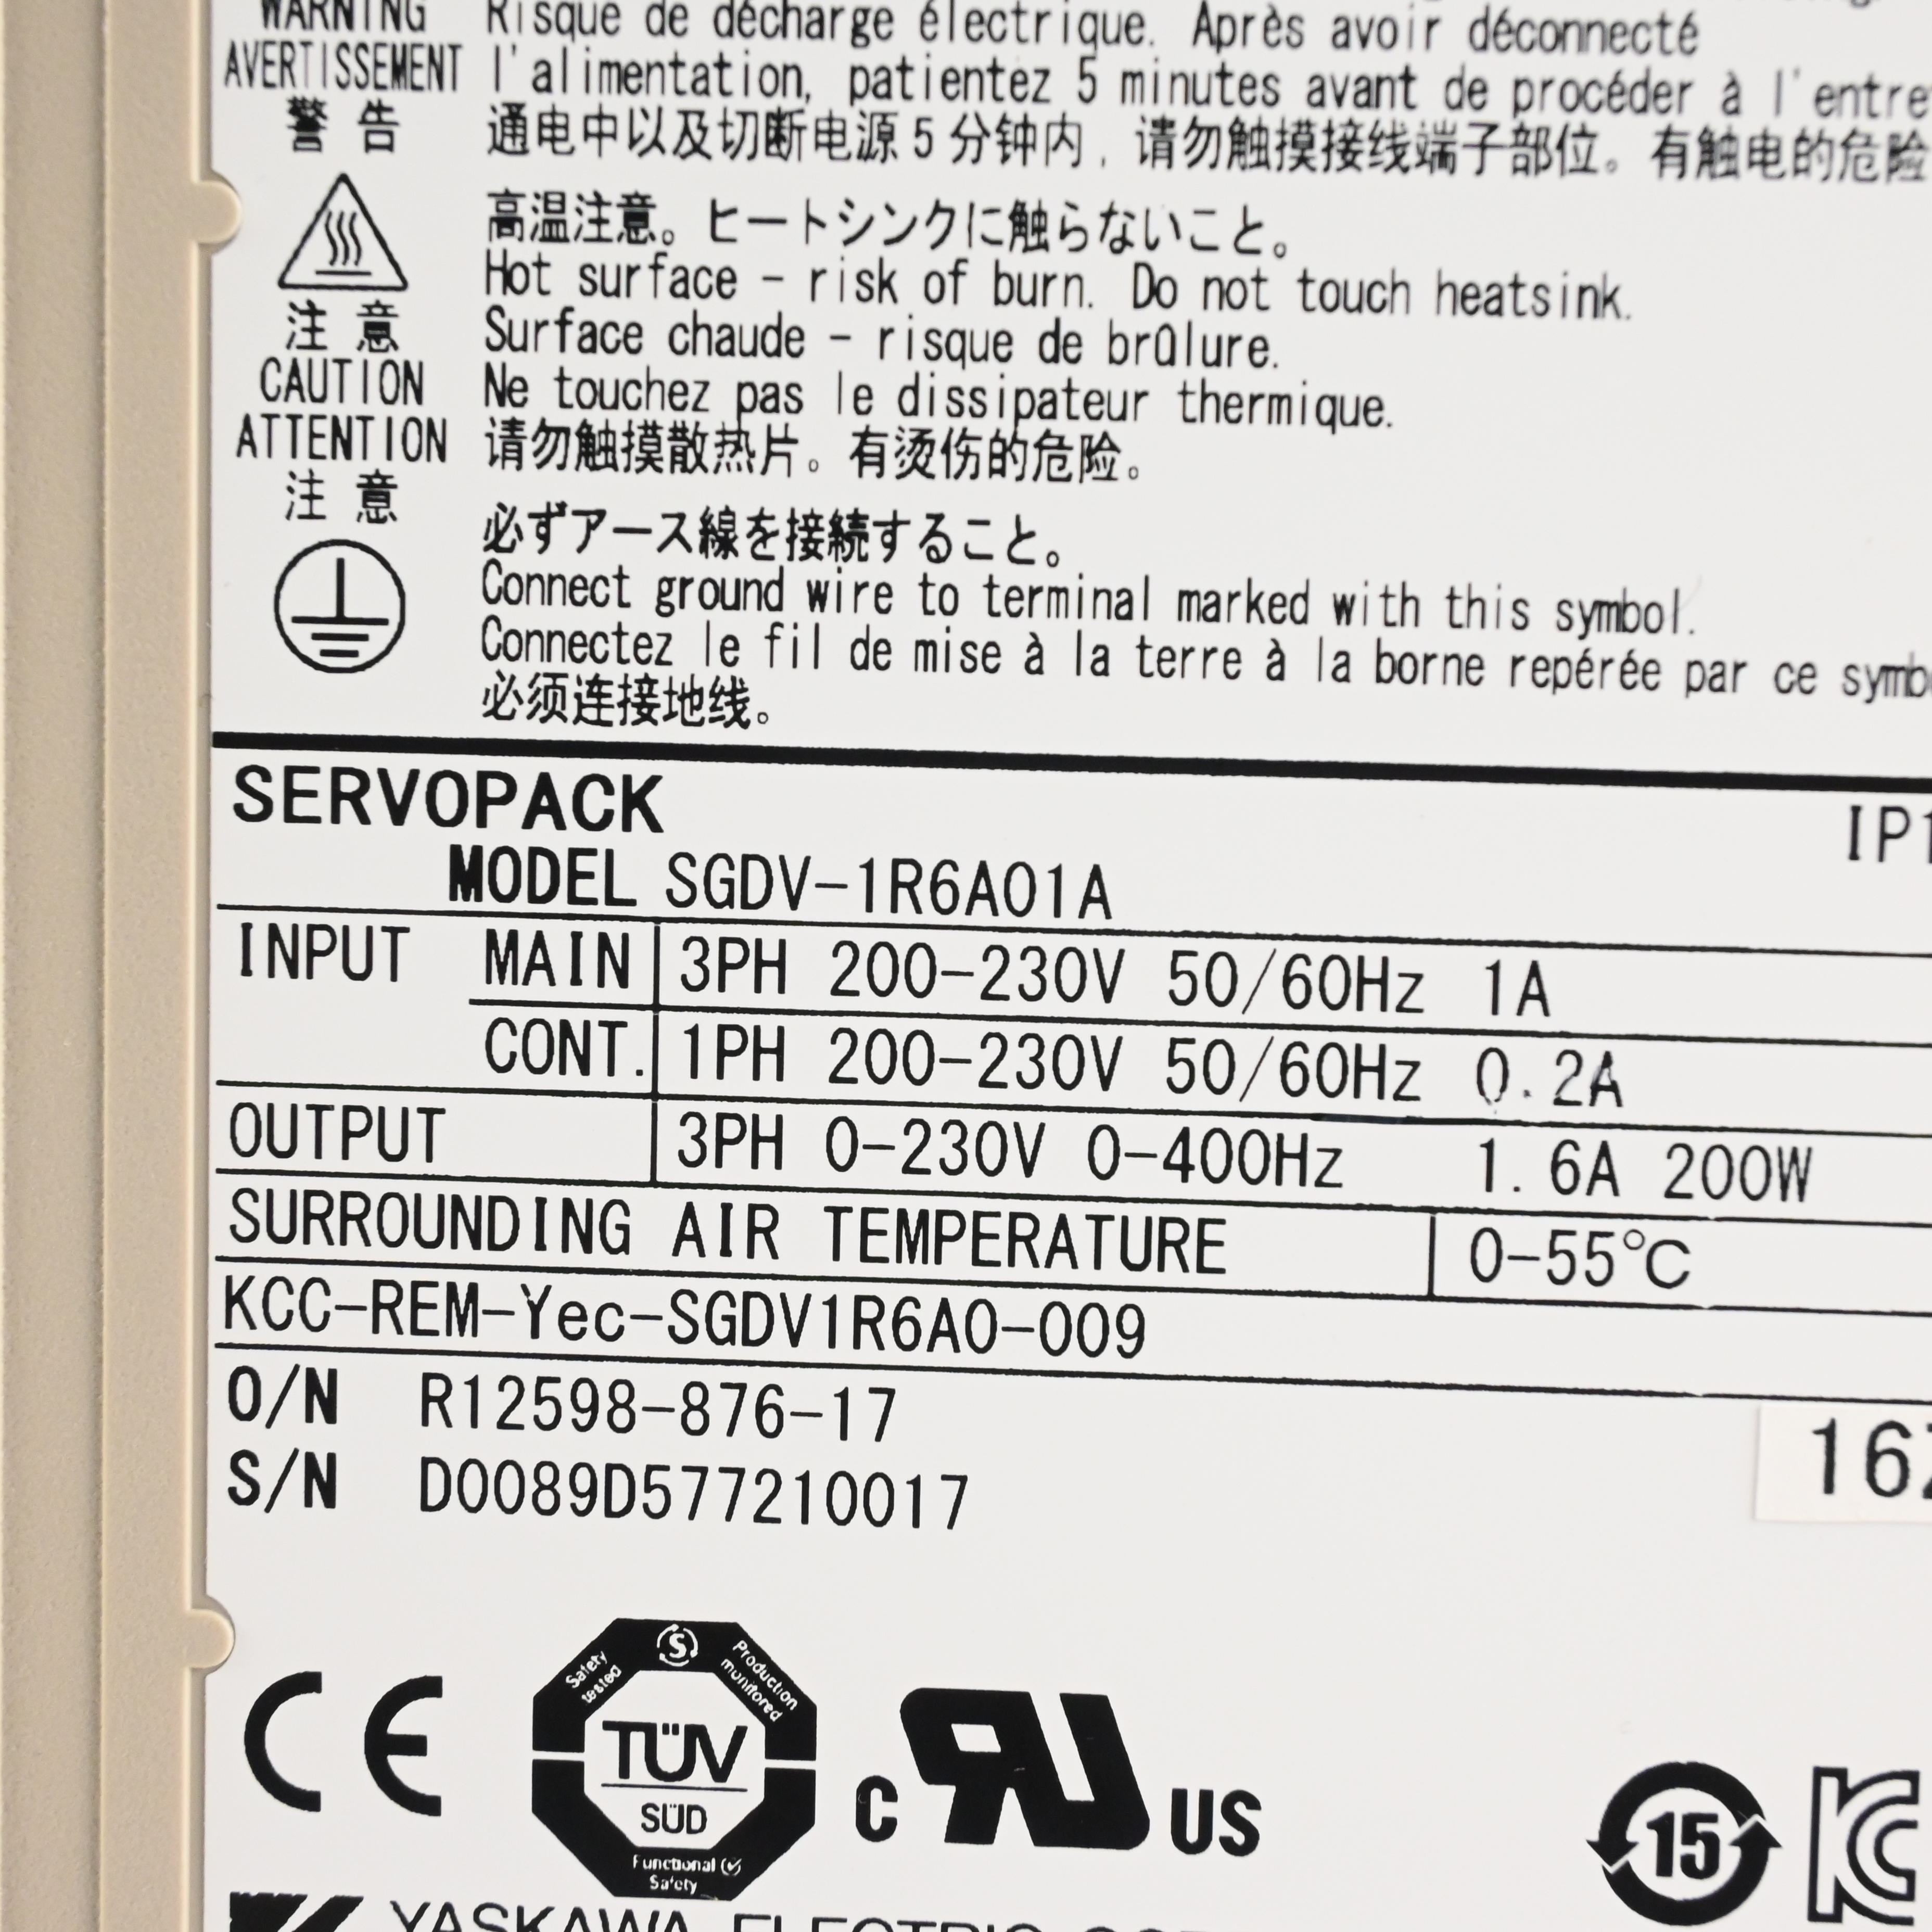 WARNING Risque de décharge électrique. Après avoir déconnecté
AVERTISSEMENT l'alimentation, patientez 5 minutes avant de procéder à l'entre
警告 通电中以及切断电源5分钟内，请勿触摸接线端子部位。有触电的危险
高温注意。ヒートシンクに触らないこと。
Hot surface - risk of burn. Do not touch heatsink.
注意 Surface chaude - risque de brûlure.
CAUTION Ne touchez pas le dissipateur thermique.
ATTENTION 请勿触摸散热片。有烫伤的危险。
注意
必ずアース線を接続すること。
Connect ground wire to terminal marked with this symbol.
Connectez le fil de mise à la terre à la borne repérée par ce symb
必须连接地线。
SERVOPACK IP1
MODEL SGDV-1R6A01A
INPUT MAIN 3PH 200-230V 50/60Hz 1A
CONT. 1PH 200-230V 50/60Hz 0.2A
OUTPUT 3PH 0-230V 0-400Hz 1.6A 200W
SURROUNDING AIR TEMPERATURE 0-55℃
KCC-REM-Yec-SGDV1R6A0-009
O/N R12598-876-17
S/N D0089D577210017
16
CE
Safety tested
S
Production monitored
TÜV
SÜD
Functional
Safety
c RU US
15
KC
YASKAWA ELECTRIC